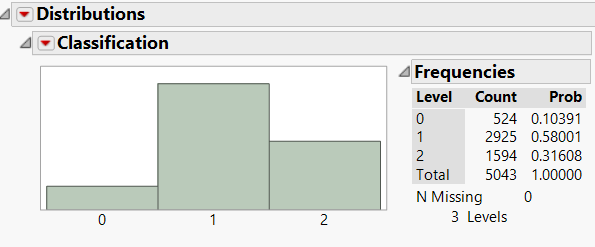 Distributions
Classification
0 1 2
Frequencies
Level Count Prob
0 524 0.10391
1 2925 0.58001
2 1594 0.31608
Total 5043 1.00000
N Missing 0
3 Levels